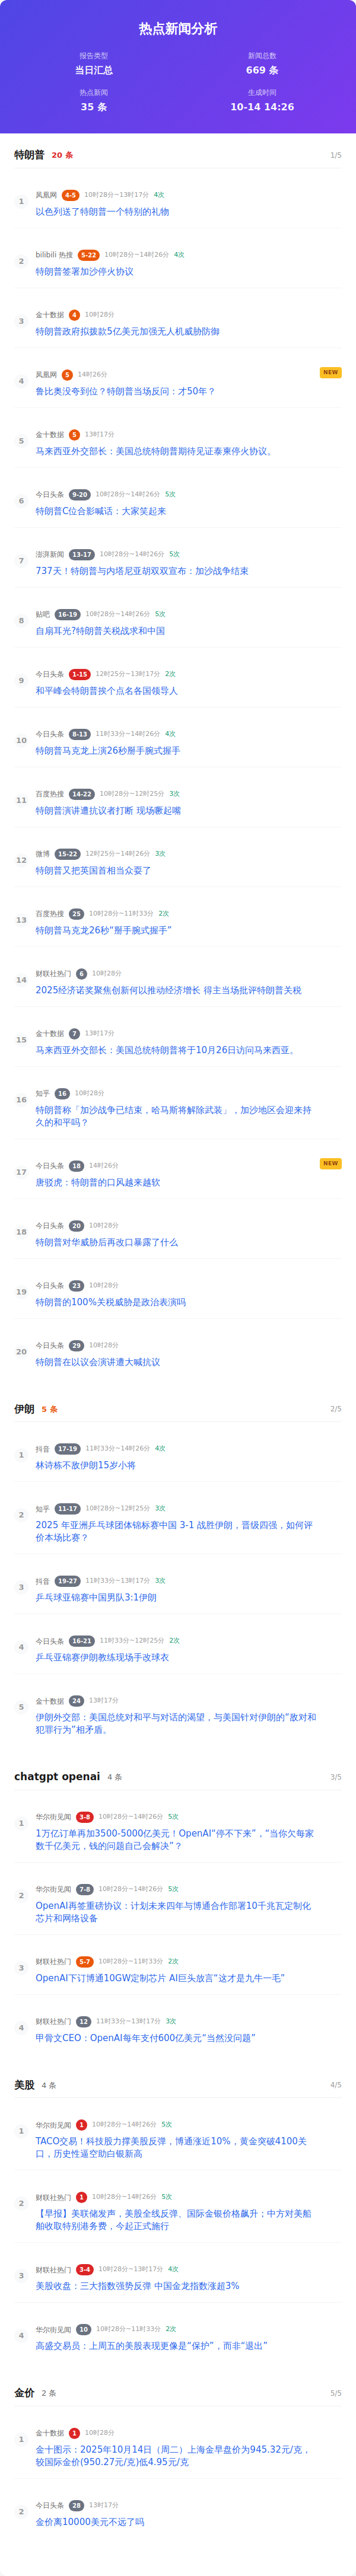 热点新闻分析
报告类型
新闻总数
当日汇总
669 条
热点新闻
生成时间
35 条
10-14 14:26
特朗普 20 条 1/5
1 凤凰网 4-5 10时28分~13时17分 4次
以色列送了特朗普一个特别的礼物
2 bilibili 热搜 5-22 10时28分~14时26分 4次
特朗普签署加沙停火协议
3 金十数据 4 10时28分
特朗普政府拟拨款5亿美元加强无人机威胁防御
4 凤凰网 5 14时26分 NEW
鲁比奥没夸到位？特朗普当场反问：才50年？
5 金十数据 5 13时17分
马来西亚外交部长：美国总统特朗普期待见证泰柬停火协议。
6 今日头条 9-20 10时28分~14时26分 5次
特朗普C位合影喊话：大家笑起来
7 澎湃新闻 13-17 10时28分~14时26分 5次
737天！特朗普与内塔尼亚胡双双宣布：加沙战争结束
8 贴吧 16-19 10时28分~14时26分 5次
自扇耳光?特朗普关税战求和中国
9 今日头条 1-15 12时25分~13时17分 2次
和平峰会特朗普挨个点名各国领导人
10 今日头条 8-13 11时33分~14时26分 4次
特朗普马克龙上演26秒掰手腕式握手
11 百度热搜 14-22 10时28分~12时25分 3次
特朗普演讲遭抗议者打断 现场噘起嘴
12 微博 15-22 12时25分~14时26分 3次
特朗普又把英国首相当众耍了
13 百度热搜 25 10时28分~11时33分 2次
特朗普马克龙26秒“掰手腕式握手”
14 财联社热门 6 10时28分
2025经济诺奖聚焦创新何以推动经济增长 得主当场批评特朗普关税
15 金十数据 7 13时17分
马来西亚外交部长：美国总统特朗普将于10月26日访问马来西亚。
16 知乎 16 10时28分
特朗普称「加沙战争已结束，哈马斯将解除武装」，加沙地区会迎来持
久的和平吗？
17 今日头条 18 14时26分 NEW
唐驳虎：特朗普的口风越来越软
18 今日头条 20 10时28分
特朗普对华威胁后再改口暴露了什么
19 今日头条 23 10时28分
特朗普的100%关税威胁是政治表演吗
20 今日头条 29 10时28分
特朗普在以议会演讲遭大喊抗议
伊朗 5 条 2/5
1 抖音 17-19 11时33分~14时26分 4次
林诗栋不敌伊朗15岁小将
2 知乎 11-17 10时28分~12时25分 3次
2025 年亚洲乒乓球团体锦标赛中国 3-1 战胜伊朗，晋级四强，如何评
价本场比赛？
3 抖音 19-27 11时33分~13时17分 3次
乒乓球亚锦赛中国男队3:1伊朗
4 今日头条 16-21 11时33分~12时25分 2次
乒乓亚锦赛伊朗教练现场手改球衣
5 金十数据 24 13时17分
伊朗外交部：美国总统对和平与对话的渴望，与美国针对伊朗的“敌对和
犯罪行为”相矛盾。
chatgpt openai 4 条 3/5
1 华尔街见闻 3-8 10时28分~14时26分 5次
1万亿订单再加3500-5000亿美元！OpenAI“停不下来”，“当你欠每家
数千亿美元，钱的问题自己会解决”？
2 华尔街见闻 7-8 10时28分~14时26分 5次
OpenAI再签重磅协议：计划未来四年与博通合作部署10千兆瓦定制化
芯片和网络设备
3 财联社热门 5-7 10时28分~11时33分 2次
OpenAI下订博通10GW定制芯片 AI巨头放言“这才是九牛一毛”
4 财联社热门 12 11时33分~13时17分 3次
甲骨文CEO：OpenAI每年支付600亿美元“当然没问题”
美股 4 条 4/5
1 华尔街见闻 1 10时28分~14时26分 5次
TACO交易！科技股力撑美股反弹，博通涨近10%，黄金突破4100关
口，历史性逼空助白银新高
2 财联社热门 1 10时28分~14时26分 5次
【早报】美联储发声，美股全线反弹、国际金银价格飙升；中方对美船
舶收取特别港务费，今起正式施行
3 财联社热门 3-4 10时28分~13时17分 4次
美股收盘：三大指数强势反弹 中国金龙指数涨超3%
4 华尔街见闻 10 10时28分~11时33分 2次
高盛交易员：上周五的美股表现更像是“保护”，而非“退出”
金价 2 条 5/5
1 金十数据 1 10时28分
金十图示：2025年10月14日（周二）上海金早盘价为945.32元/克，
较国际金价(950.27元/克)低4.95元/克
2 今日头条 28 13时17分
金价离10000美元不远了吗